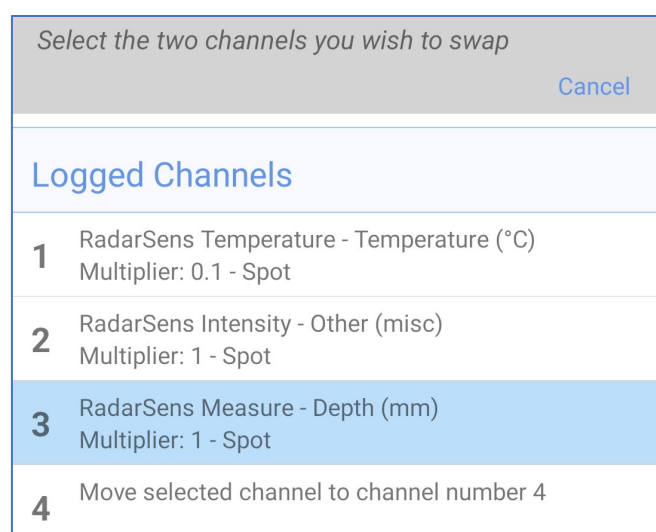 Select the two channels you wish to swap
Cancel
Logged Channels
1
RadarSens Temperature - Temperature (°C)
Multiplier: 0.1 - Spot
2
RadarSens Intensity - Other (misc)
Multiplier: 1 - Spot
3
RadarSens Measure - Depth (mm)
Multiplier: 1 - Spot
4
Move selected channel to channel number 4